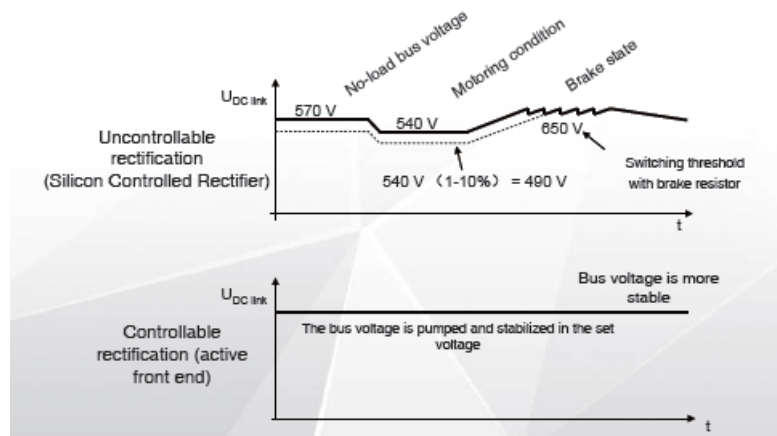 No-load bus voltage
Motoring condition
Brake state
U DC link
570 V
540 V
650 V
Uncontrollable
rectification
(Silicon Controlled Rectifier)
540 V （1-10%） = 490 V
Switching threshold
with brake resistor
t
U DC link
Bus voltage is more
stable
Controllable
rectification (active
front end)
The bus voltage is pumped and stabilized in the set
voltage
t